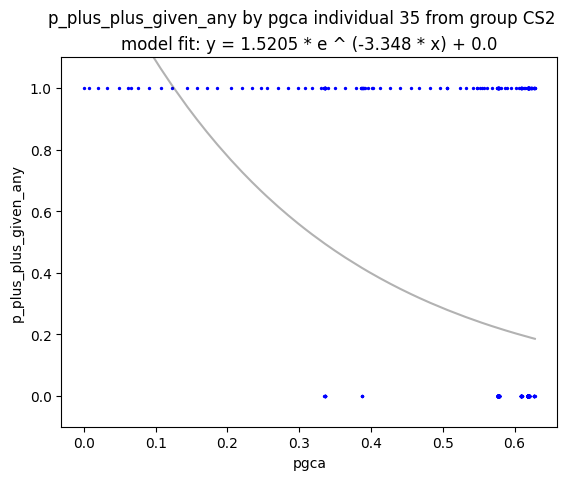 p_plus_plus_given_any by pgca individual 35 from group CS2
model fit: y = 1.5205 * e ^ (-3.348 * x) + 0.0
1.0
0.8
0.6
0.4
0.2
0.0
p_plus_plus_given_any
0.0 0.1 0.2 0.3 0.4 0.5 0.6
pgca